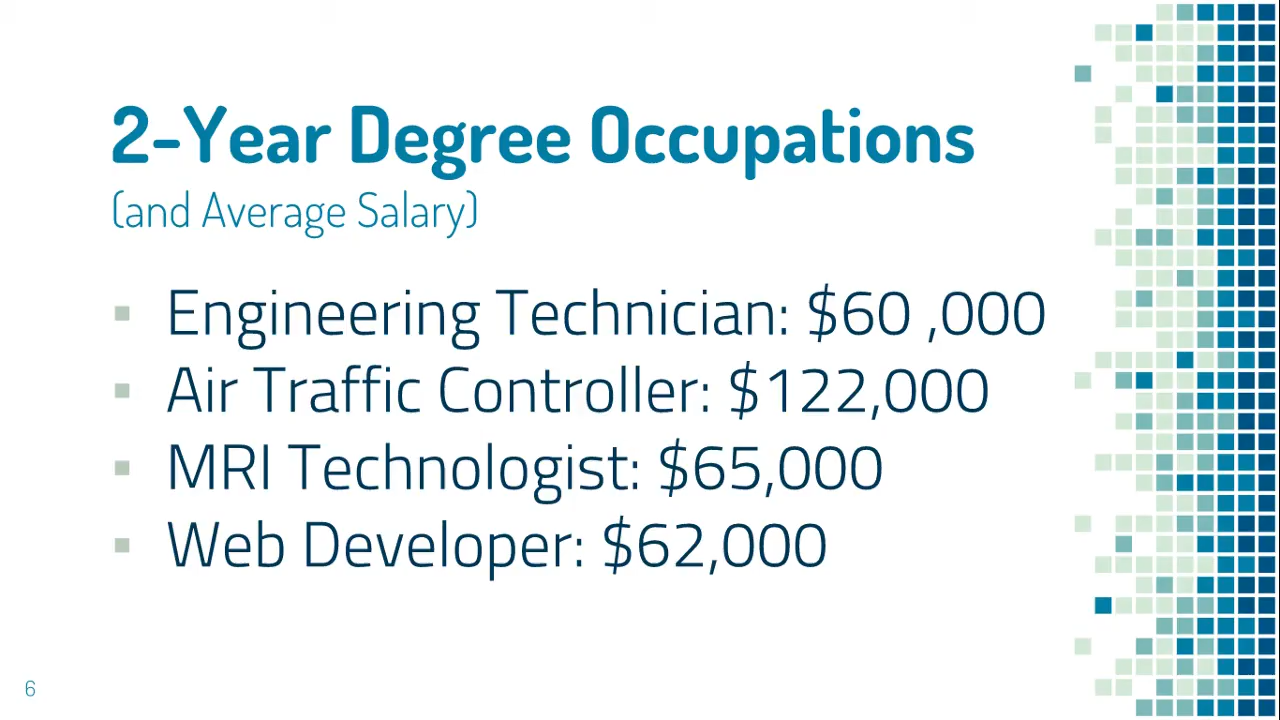 2-Year Degree Occupations
(and Average Salary)
▪ Engineering Technician: $60 ,000
▪ Air Traffic Controller: $122,000
▪ MRI Technologist: $65,000
▪ Web Developer: $62,000
6